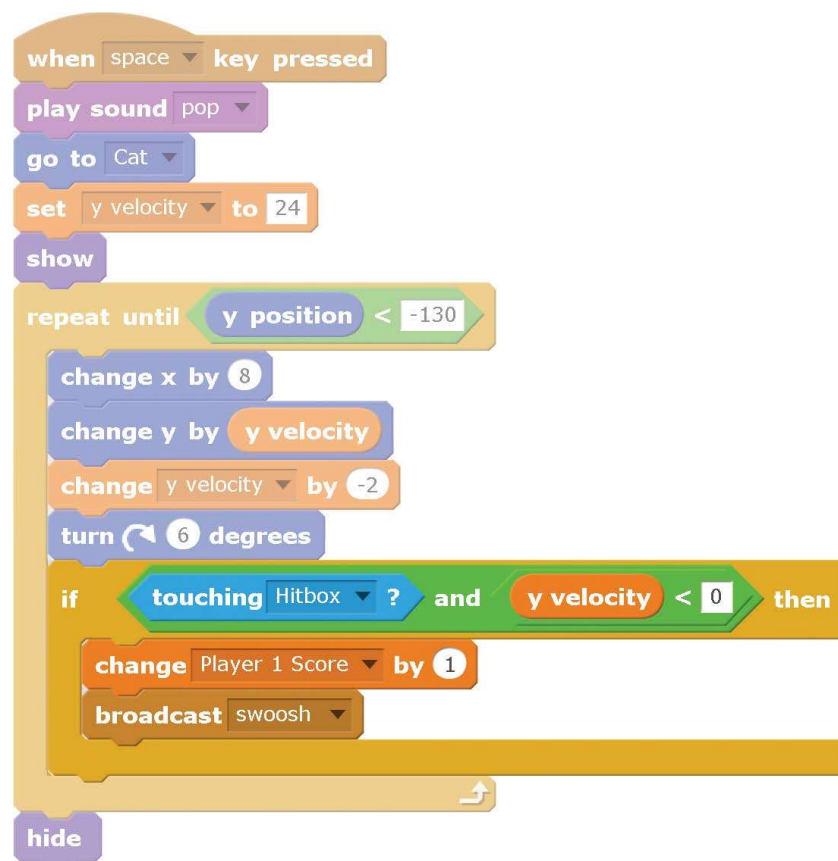 when space key pressed
play sound pop
go to Cat
set y velocity to 24
show
repeat until y position < -130
change x by 8
change y by y velocity
change y velocity by -2
turn 6 degrees
if touching Hitbox ? and y velocity < 0 then
change Player 1 Score by 1
broadcast swoosh
hide